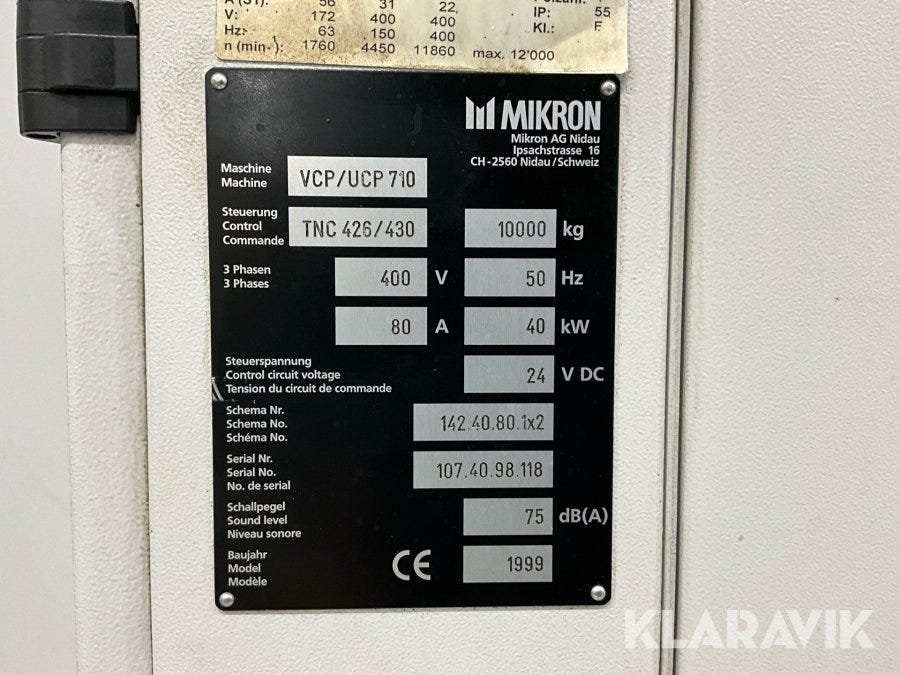 A (S1): 56 31 22,
V: 172 400 400
Hz: 63 150 400
n (min-): 1760 4450 11860 max. 12'000
IP: 55
Kl.: F
MIKRON
Mikron AG Nidau
Ipsachstrasse 16
CH-2560 Nidau/Schweiz
Maschine
Machine
VCP/UCP 710
Steuerung
Control
Commande
TNC 426/430
10000 kg
3 Phasen
3 Phases
400 V
50 Hz
80 A
40 kW
Steuerspannung
Control circuit voltage
Tension du circuit de commande
24 V DC
Schema Nr.
Schema No.
Schéma No.
142.40.80.1x2
Serial Nr.
Serial No.
No. de serial
107.40.98.118
Schallpegel
Sound level
Niveau sonore
75 dB(A)
Baujahr
Model
Modèle
CE
1999
KLARAVIK